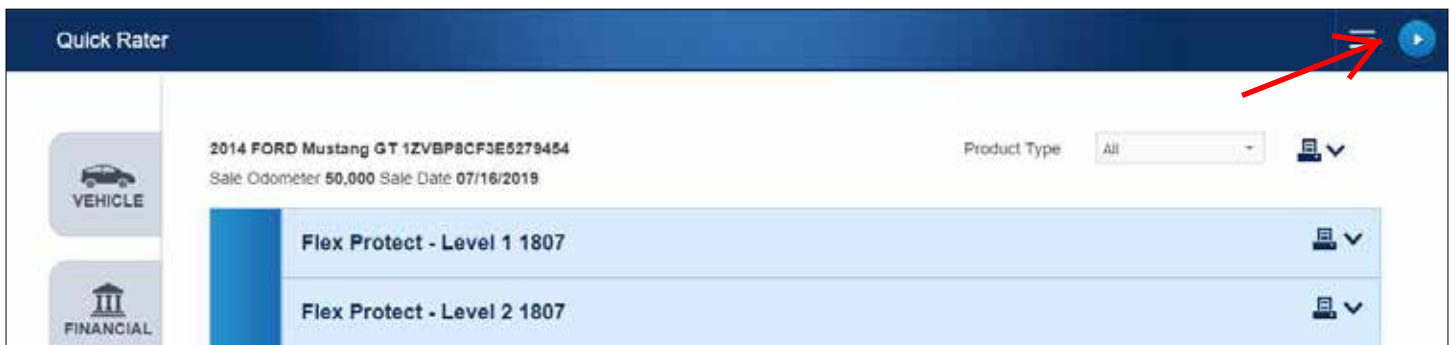 Quick Rater
2014 FORD Mustang GT 1ZVBP8CF3E5279454
Product Type All
Sale Odometer 50,000 Sale Date 07/16/2019
VEHICLE
Flex Protect - Level 1 1807
Flex Protect - Level 2 1807
FINANCIAL